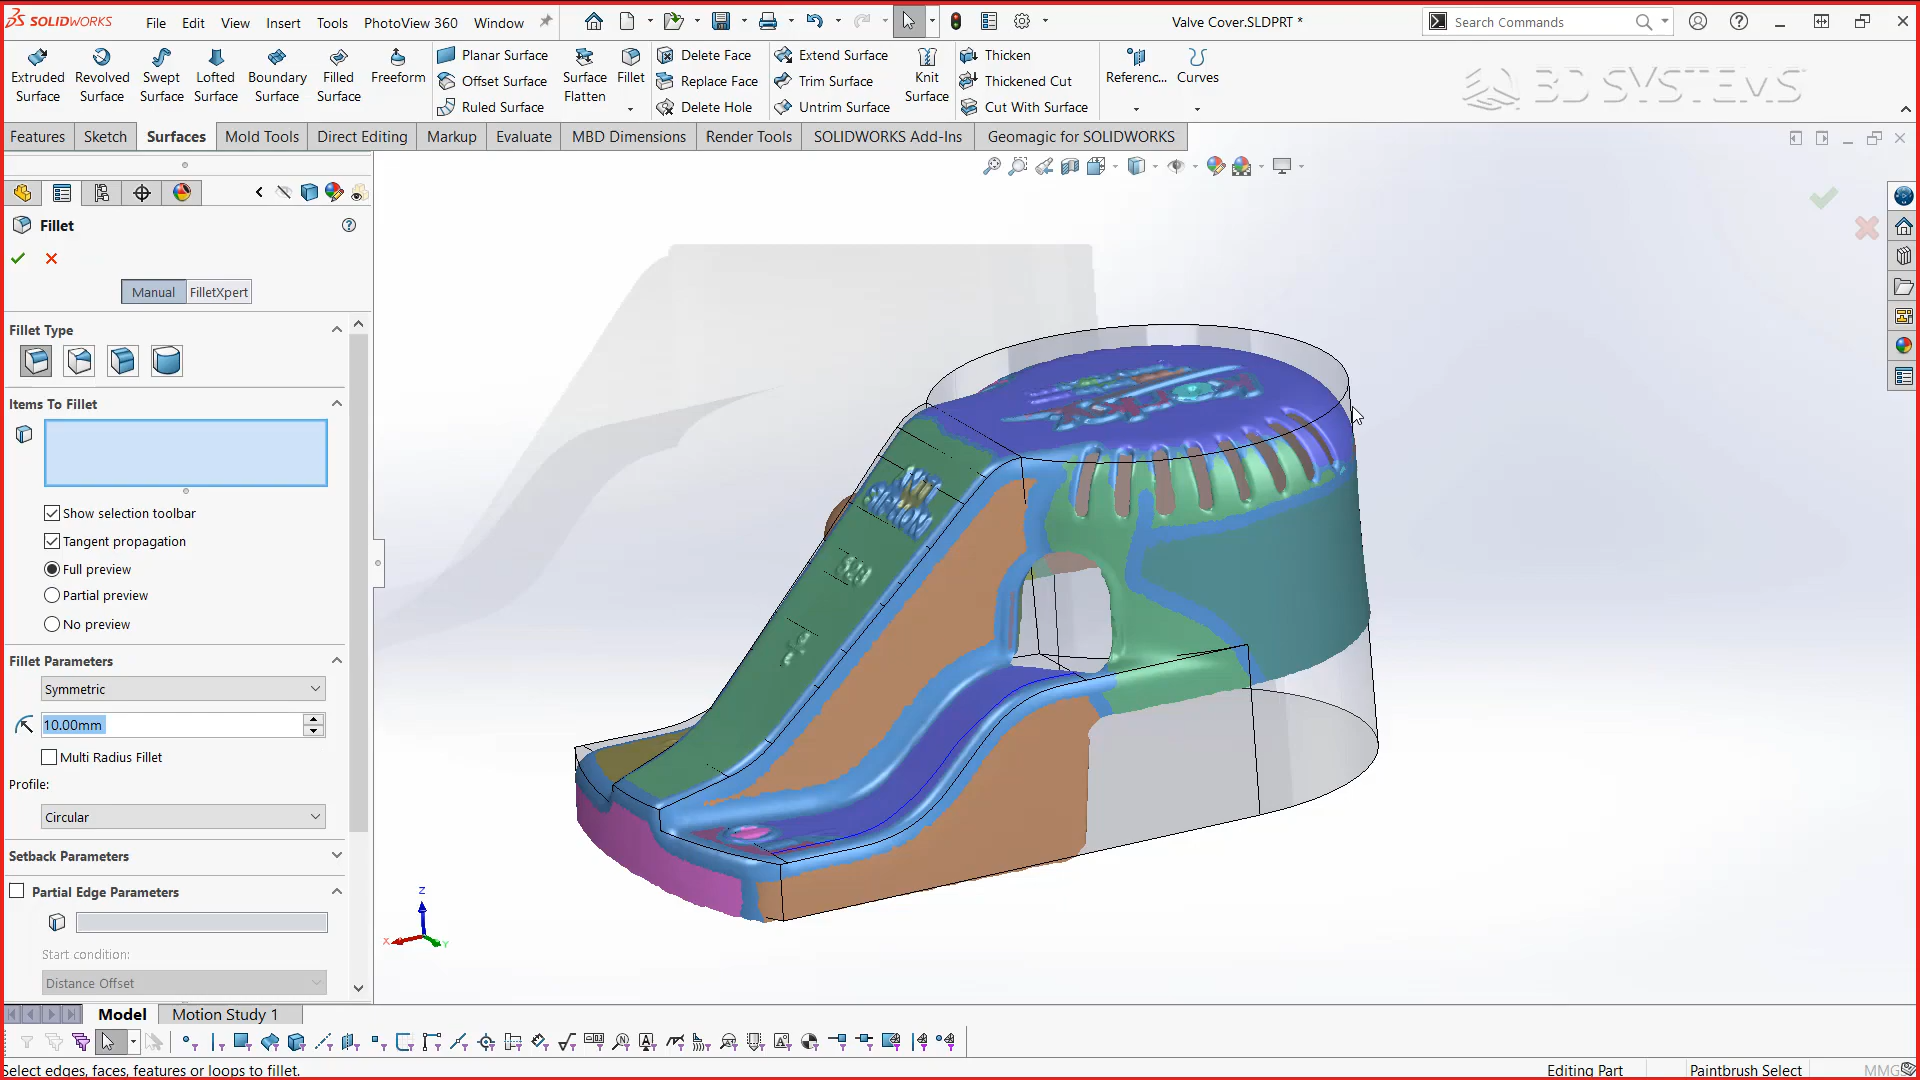 SOLIDWORKS File Edit View Insert Tools PhotoView 360 Window Valve Cover.SLDPRT * Search Commands
Extruded Surface Revolved Surface Swept Surface Lofted Surface Boundary Surface Filled Surface Freeform
Planar Surface
Offset Surface
Ruled Surface
Surface Flatten
Fillet
Delete Face
Replace Face
Delete Hole
Extend Surface
Trim Surface
Untrim Surface
Knit Surface
Thicken
Thickened Cut
Cut With Surface
Referenc...
Curves
3D SYSTEMS
Features Sketch Surfaces Mold Tools Direct Editing Markup Evaluate MBD Dimensions Render Tools SOLIDWORKS Add-Ins Geomagic for SOLIDWORKS
Fillet
Manual FilletXpert
Fillet Type
Items To Fillet
Show selection toolbar
Tangent propagation
Full preview
Partial preview
No preview
Fillet Parameters
Symmetric
10.00mm
Multi Radius Fillet
Profile:
Circular
Setback Parameters
Partial Edge Parameters
Start condition:
Distance Offset
Z
X
Y
Model Motion Study 1
Select edges, faces, features or loops to fillet. Editing Part Paintbrush Select MMGS